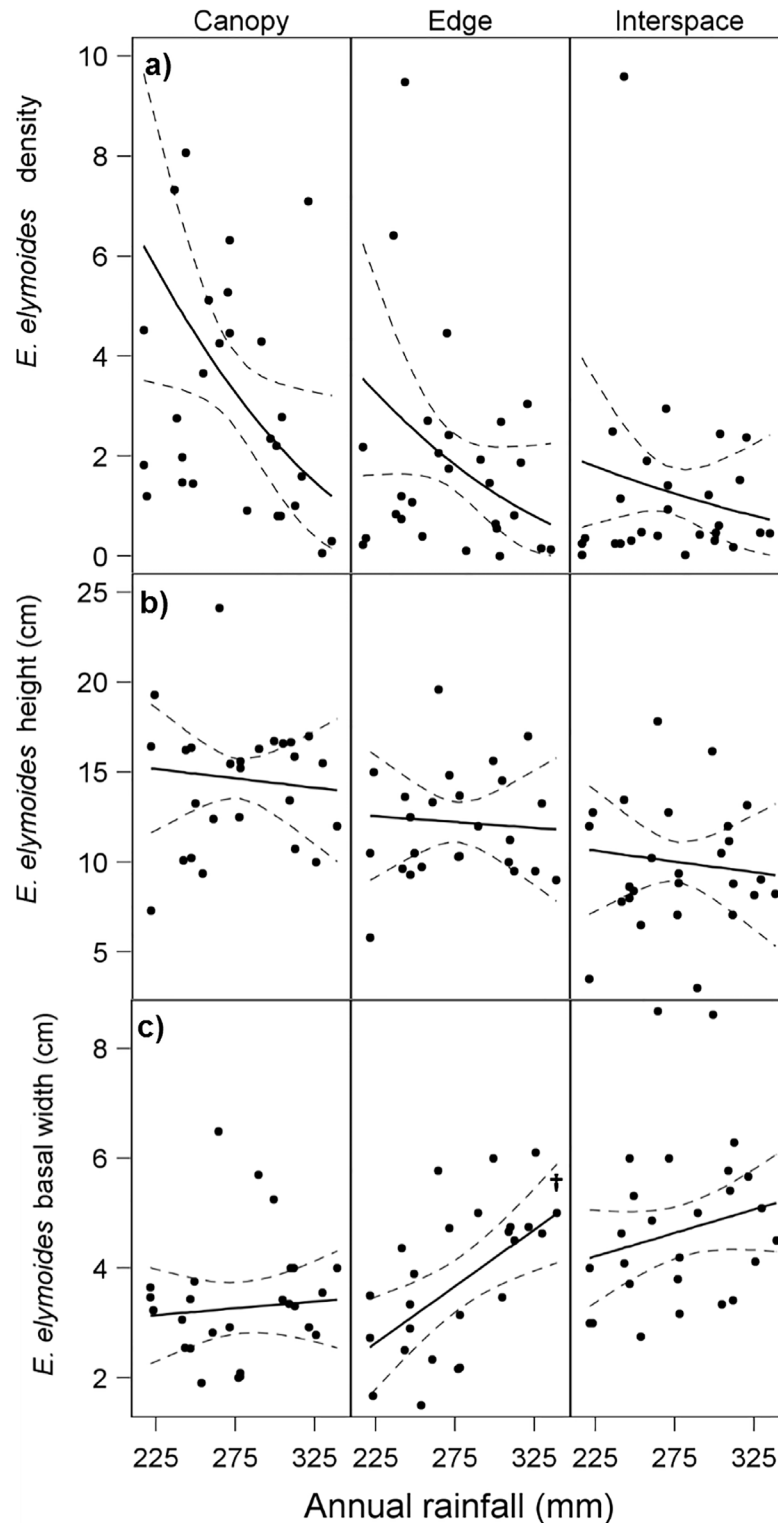 Canopy Edge Interspace
a)
E. elymoides density
10
8
6
4
2
0
b)
E. elymoides height (cm)
25
20
15
10
5
c)
E. elymoides basal width (cm)
8
6
4
2
†
225 275 325 225 275 325 225 275 325
Annual rainfall (mm)